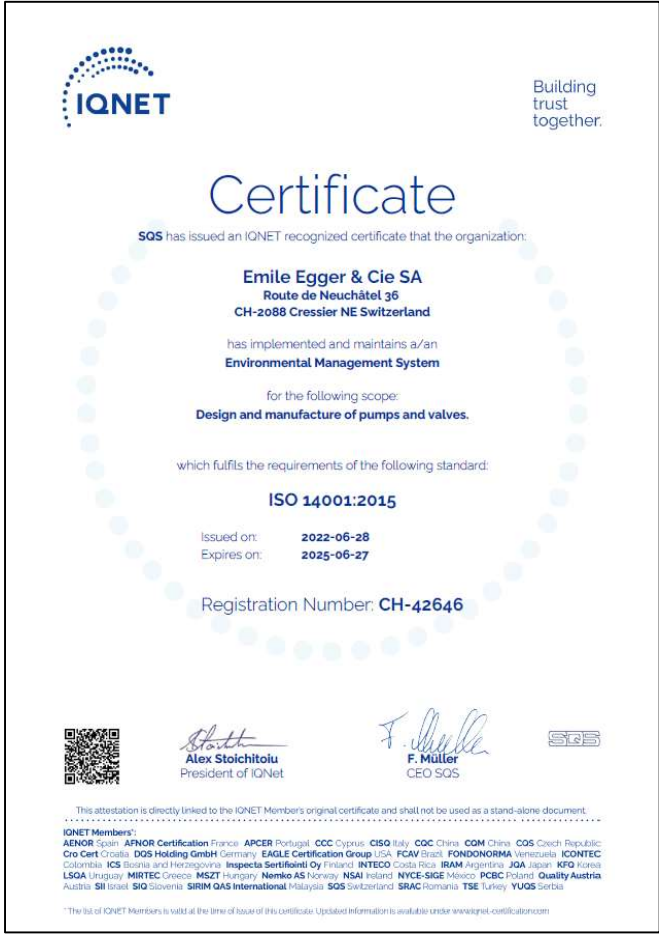 IQNET
Building
trust
together.
Certificate
SQS has issued an IQNET recognized certificate that the organization:
Emile Egger & Cie SA
Route de Neuchâtel 36
CH-2088 Cressier NE Switzerland
has implemented and maintains a/an
Environmental Management System
for the following scope:
Design and manufacture of pumps and valves.
which fulfils the requirements of the following standard:
ISO 14001:2015
Issued on: 2022-06-28
Expires on: 2025-06-27
Registration Number: CH-42646
Alex Stoichitoiu
President of IQNet
F. Müller
CEO SQS
SQS
This attestation is directly linked to the IQNET Member's original certificate and shall not be used as a stand-alone document
IQNET Members*:
AENOR Spain AFNOR Certification France APCER Portugal CCC Cyprus CISQ Italy CQC China CQM China CQS Czech Republic
Cro Cert Croatia DQS Holding GmbH Germany EAGLE Certification Group USA FCAV Brazil FONDONORMA Venezuela ICONTEC
Colombia ICS Bosnia and Herzegovina Inspecta Sertifiointi Oy Finland INTECO Costa Rica IRAM Argentina JQA Japan KFQ Korea
LSQA Uruguay MIRTEC Greece MSZT Hungary Nemko AS Norway NSAI Ireland NYCE-SIGE México PCBC Poland Quality Austria
Austria SII Israel SIQ Slovenia SIRIM QAS International Malaysia SQS Switzerland SRAC Romania TSE Turkey YUQS Serbia
* The list of IQNET Members is valid at the time of issue of this certificate. Updated information is available under www.iqnet-certification.com